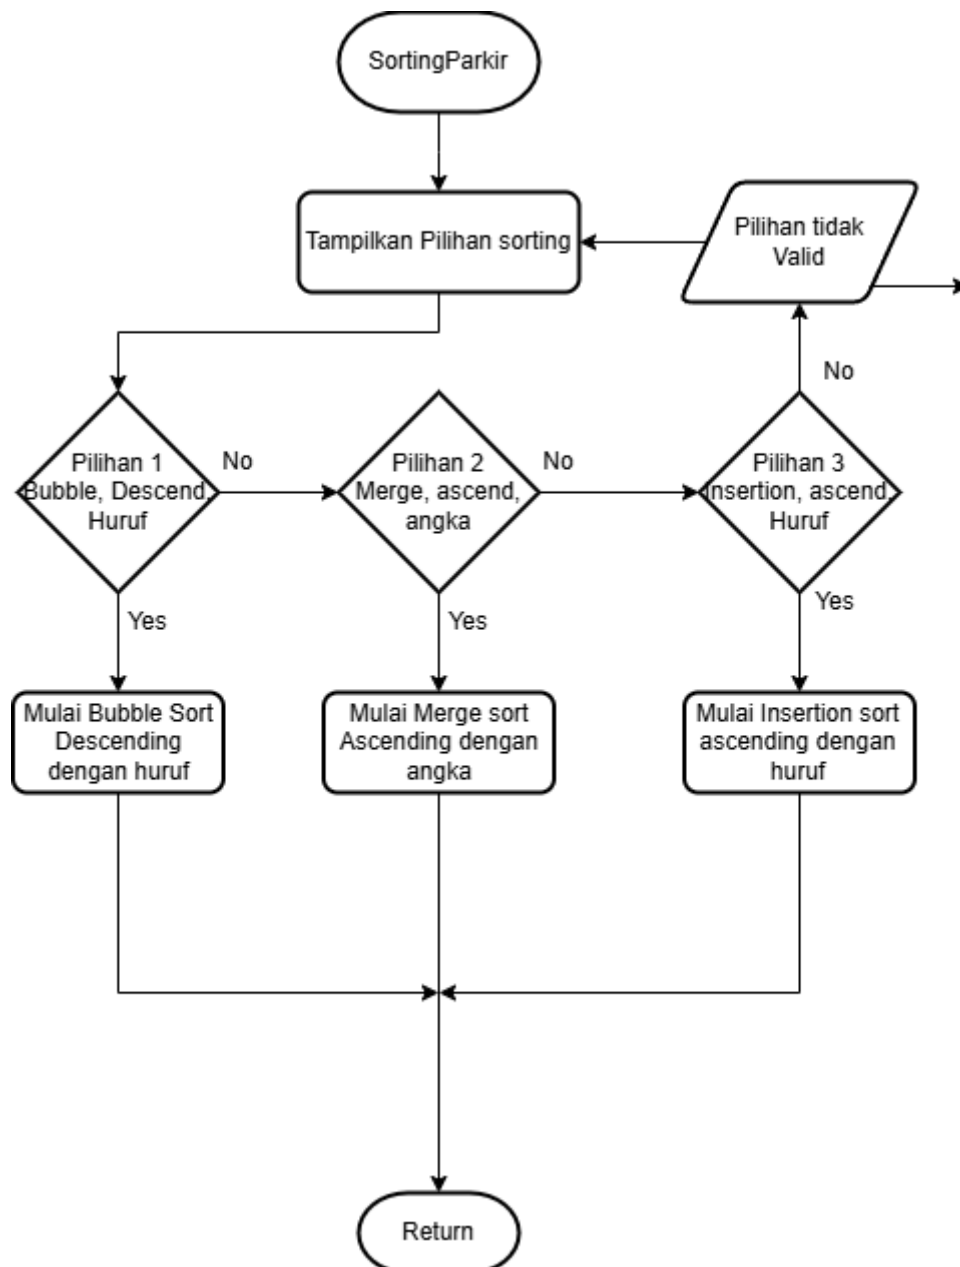 SortingParkir
Tampilkan Pilihan sorting
Pilihan tidak
Valid
No
Pilihan 1
Bubble, Descend,
Huruf
No
Pilihan 2
Merge, ascend,
angka
No
Pilihan 3
Insertion, ascend,
Huruf
Yes
Yes
Yes
Mulai Bubble Sort
Descending
dengan huruf
Mulai Merge sort
Ascending dengan
angka
Mulai Insertion sort
ascending dengan
huruf
Return